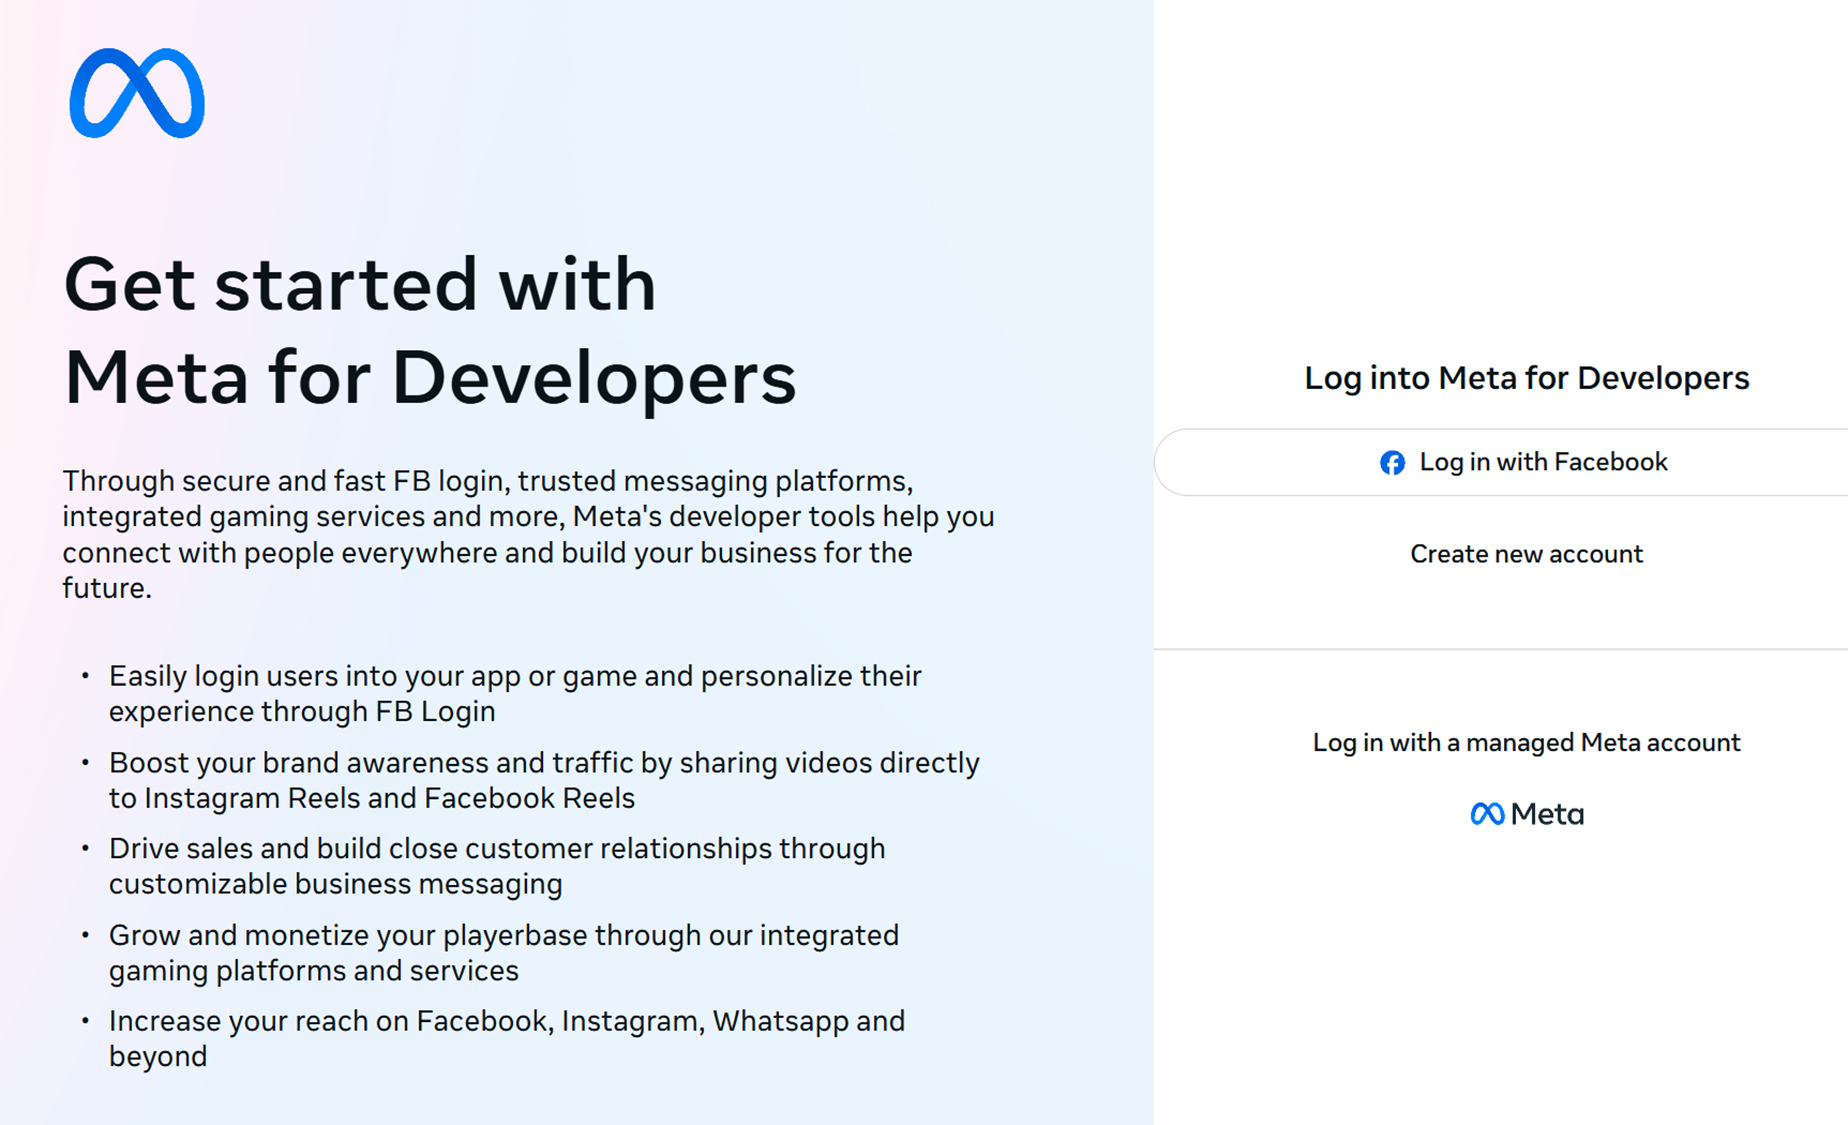 Get started with
Meta for Developers
Through secure and fast FB login, trusted messaging platforms,
integrated gaming services and more, Meta's developer tools help you
connect with people everywhere and build your business for the
future.
• Easily login users into your app or game and personalize their
experience through FB Login
• Boost your brand awareness and traffic by sharing videos directly
to Instagram Reels and Facebook Reels
• Drive sales and build close customer relationships through
customizable business messaging
• Grow and monetize your playerbase through our integrated
gaming platforms and services
• Increase your reach on Facebook, Instagram, Whatsapp and
beyond
Log into Meta for Developers
Log in with Facebook
Create new account
Log in with a managed Meta account
Meta